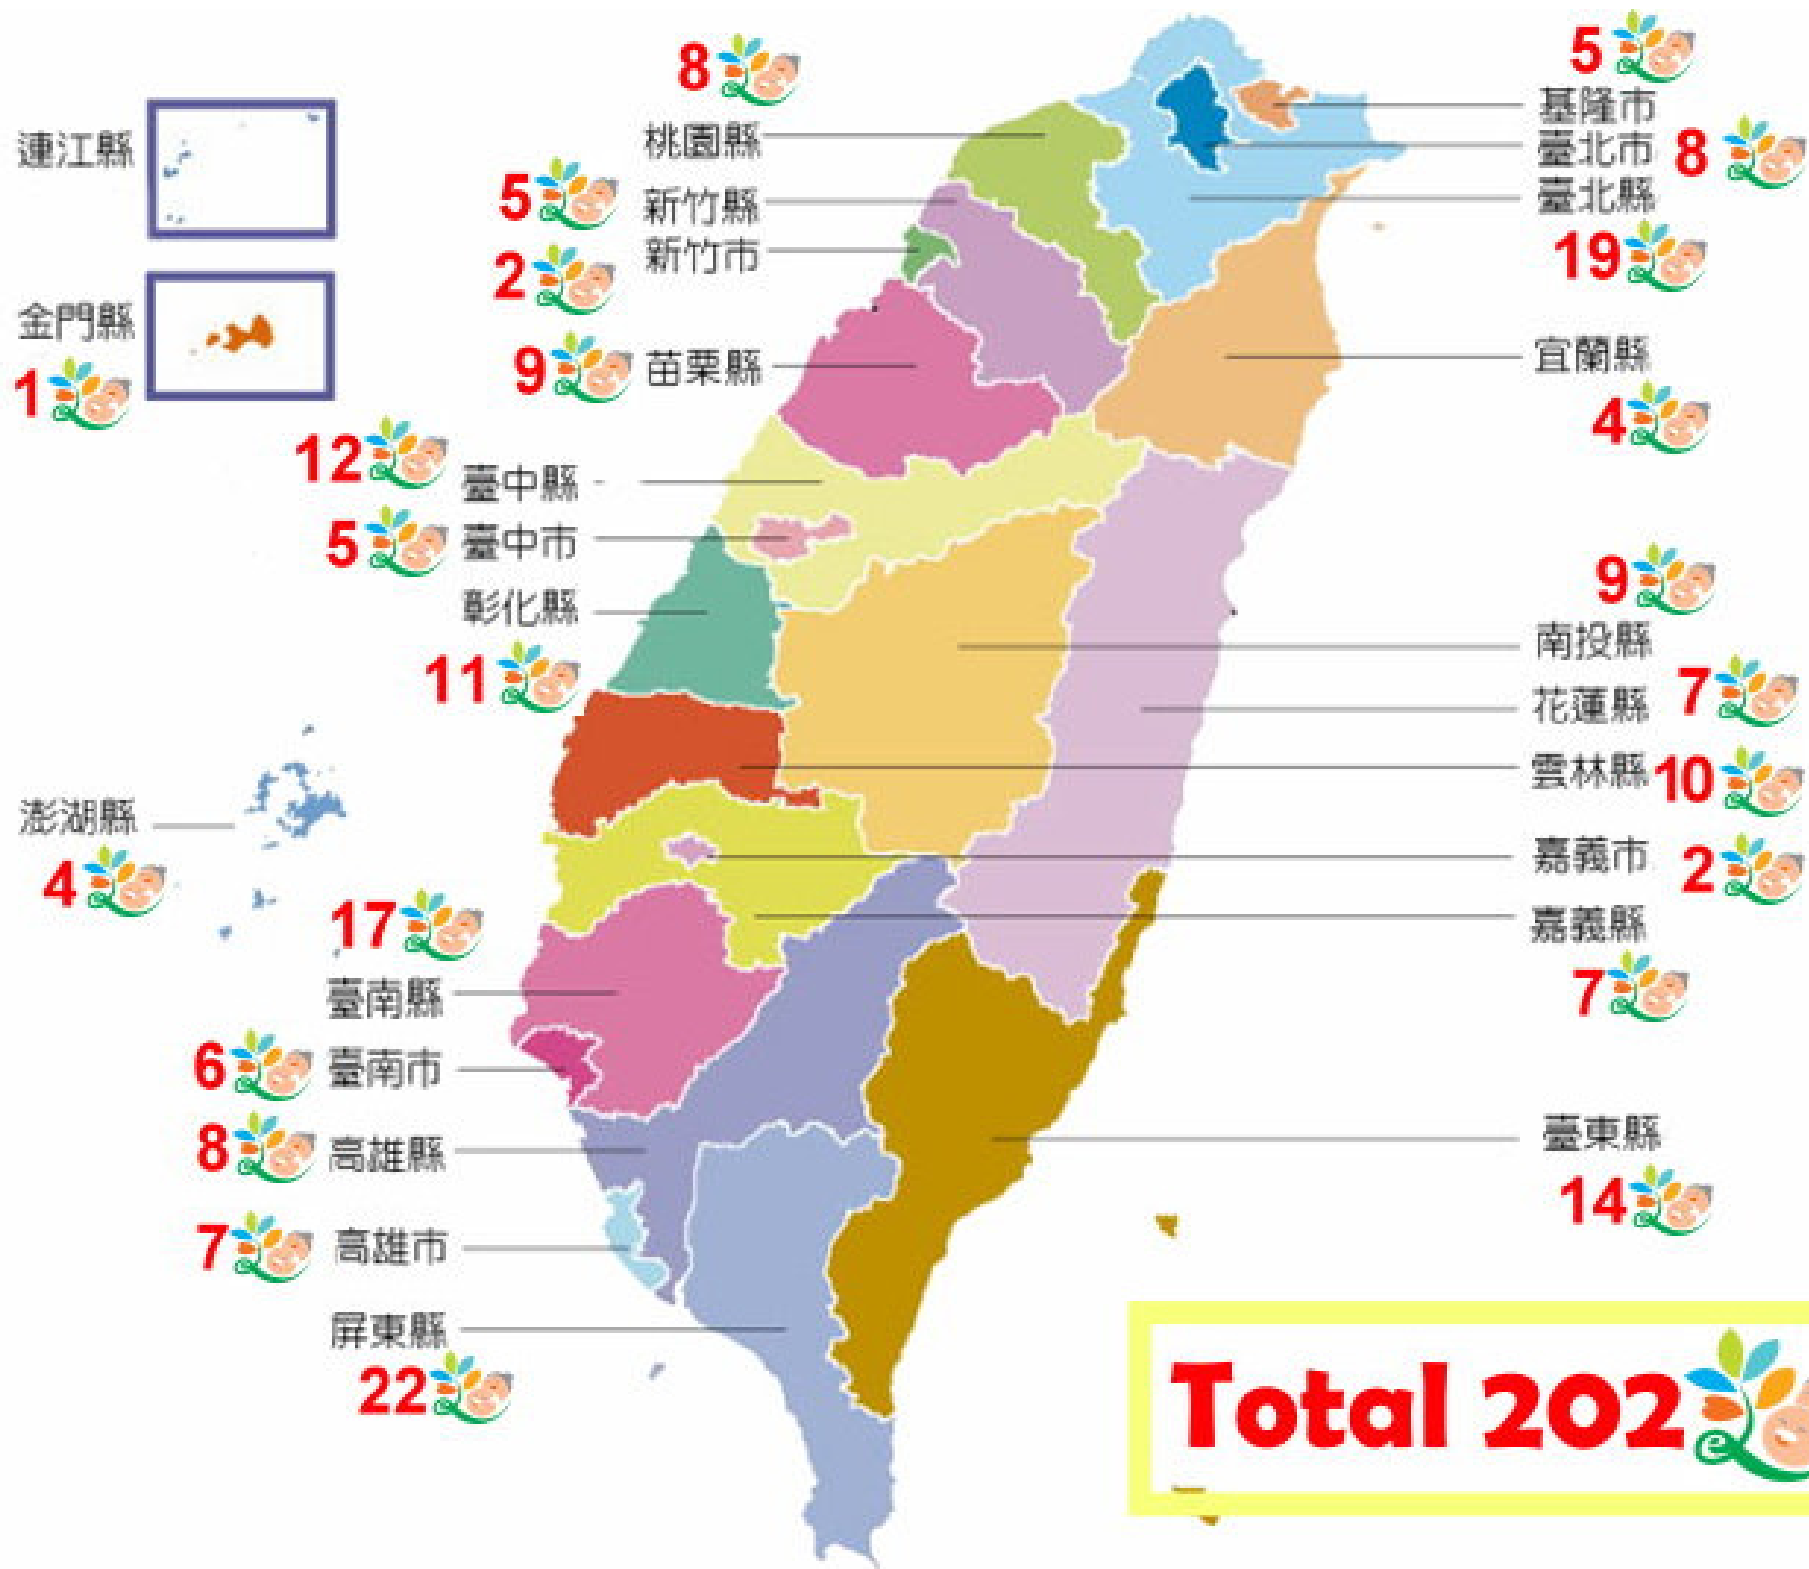 8
桃園縣
5
新竹縣
2
新竹市
9
苗栗縣
12
臺中縣
5
臺中市
彰化縣
11
連江縣
金門縣
1
澎湖縣
4
17
臺南縣
6
臺南市
8
高雄縣
7
高雄市
屏東縣
22
5
基隆市
臺北市 8
臺北縣
19
宜蘭縣
4
9
南投縣
花蓮縣 7
雲林縣 10
嘉義市 2
嘉義縣
7
臺東縣
14
Total 202